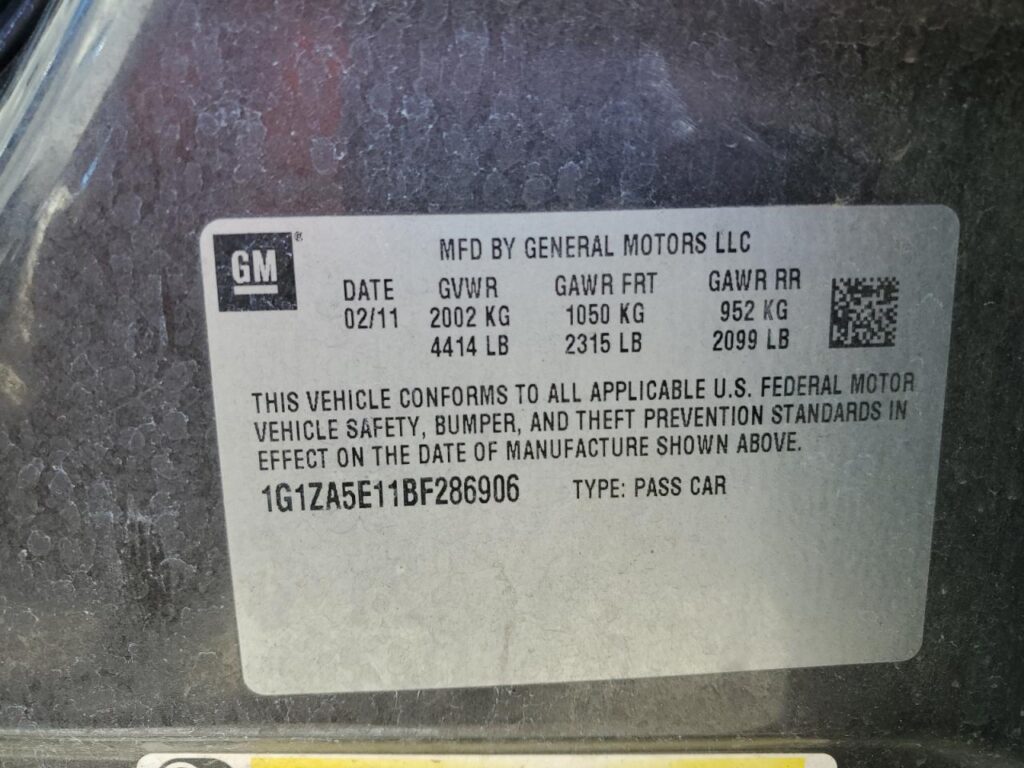 GM®
MFD BY GENERAL MOTORS LLC
DATE GVWR GAWR FRT GAWR RR
02/11 2002 KG 1050 KG 952 KG
4414 LB 2315 LB 2099 LB
THIS VEHICLE CONFORMS TO ALL APPLICABLE U.S. FEDERAL MOTOR
VEHICLE SAFETY, BUMPER, AND THEFT PREVENTION STANDARDS IN
EFFECT ON THE DATE OF MANUFACTURE SHOWN ABOVE.
1G1ZA5E11BF286906 TYPE: PASS CAR